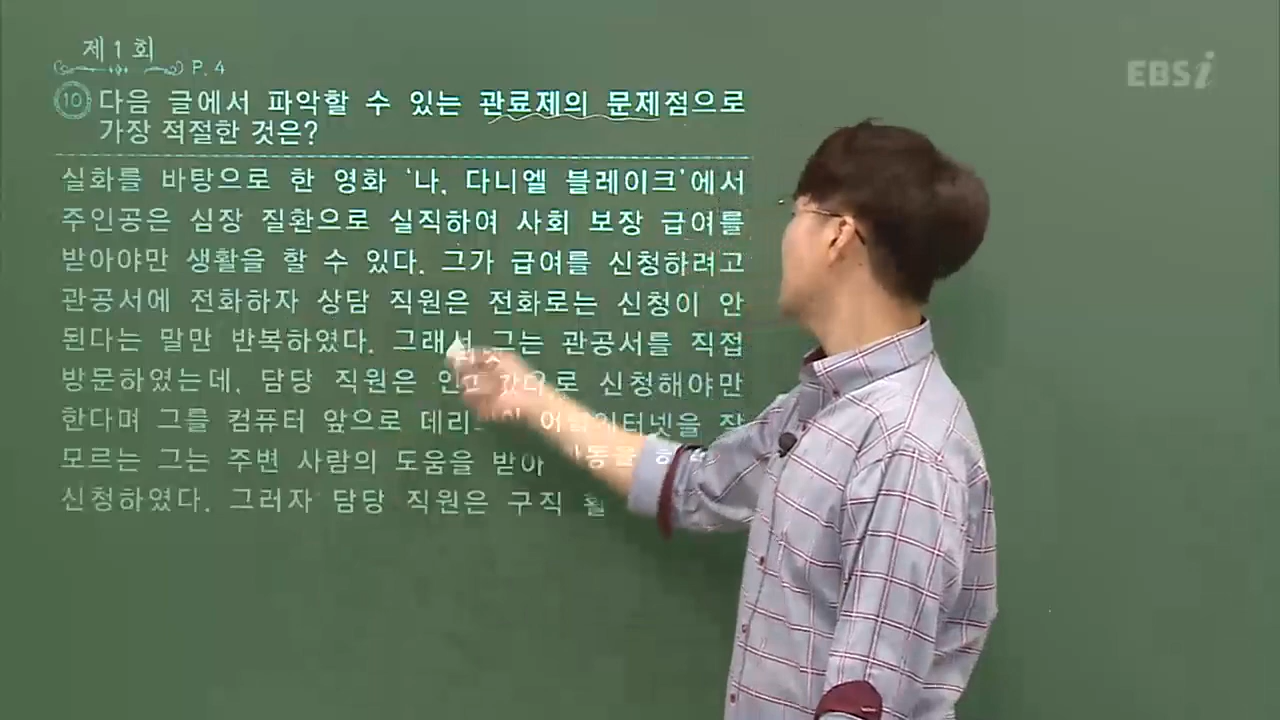 제1회
P. 4
EBSi
10 다음 글에서 파악할 수 있는 관료제의 문제점으로
가장 적절한 것은?
실화를 바탕으로 한 영화 '나, 다니엘 블레이크'에서
주인공은 심장 질환으로 실직하여 사회 보장 급여를
받아야만 생활을 할 수 있다. 그가 급여를 신청하려고
관공서에 전화하자 상담 직원은 전화로는 신청이 안
된다는 말만 반복하였다. 그래서 그는 관공서를 직접
방문하였는데, 담당 직원은 신청해야만
한다며 그를 컴퓨터 앞으로 잘
모르는 그는 주변 사람의 도움을 받아
신청하였다. 그러자 담당 직원은 구직